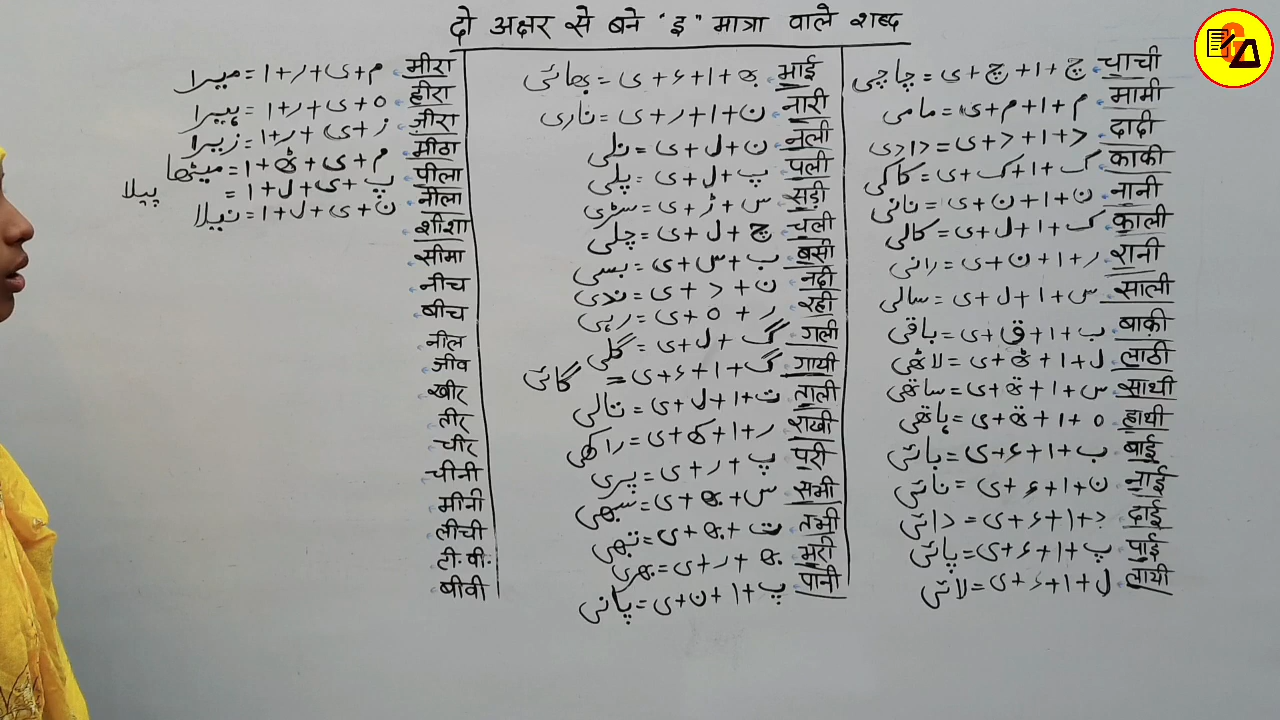 दो अक्षर से बने "इ" मात्रा वाले शब्द
चाची چ+ا+چ+ی=چاچی
मामी م+ا+م+ی=مامی
दादी د+ا+د+ی=دادی
काकी ک+ا+ک+ی=کاکی
नानी ن+ا+ن+ی=نانی
काली ک+ا+ل+ی=کالی
रानी ر+ا+ن+ی=رانی
साली س+ا+ل+ی=سالی
बाक़ी ب+ا+ق+ی=باقی
लाठी ل+ا+ٹھ+ی=لاٹھی
साथी س+ا+تھ+ی=ساتھی
हाथी ہ+ا+تھ+ی=ہاتھی
बाई ب+ا+ء+ی=بائی
नाई ن+ا+ء+ی=نائی
दाई د+ا+ء+ی=دائی
पाई پ+ا+ء+ی=پائی
लायी ل+ا+ء+ی=لائی
भाई بھ+ا+ء+ی=بھائی
नारी ن+ا+ر+ی=ناری
नली ن+ل+ی=نلی
पली پ+ل+ی=پلی
सड़ी س+ڑ+ی=سڑی
चली چ+ل+ی=چلی
बसी ب+س+ی=بسی
नदी ن+د+ی=ندی
रही ر+ہ+ی=رہی
गली گ+ل+ی=گلی
गायी گ+ا+ء+ی=گائی
ताली ت+ا+ل+ی=تالی
राखी ر+ا+کھ+ی=راکھی
परी پ+ر+ی=پری
सभी س+بھ+ی=سبھی
तभी ت+بھ+ی=تبھی
भरी بھ+ر+ی=بھری
पानी پ+ا+ن+ی=پانی
मीरा م+ی+ر+ا=میرا
हीरा ہ+ی+ر+ا=ہیرا
ज़ीरा ز+ی+ر+ا=زیرا
मीठा م+ی+ٹھ+ا=میٹھا
पीला پ+ی+ل+ا=پیلا
नीला ن+ی+ل+ا=نیلا
शीशा
सीमा
नीच
बीच
नील
जीव
खीर
तीर
चीर
चीनी
मीनी
लीची
टी.वी.
बीवी